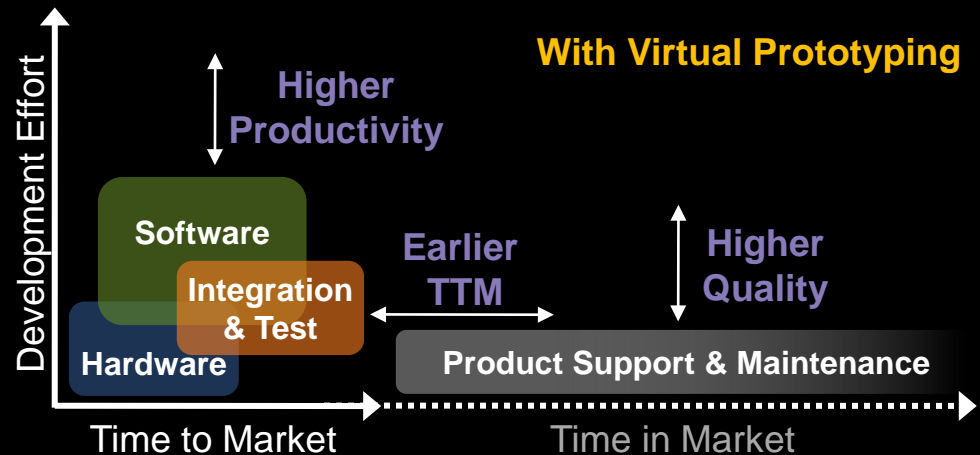 With Virtual Prototyping
Development Effort
Higher
Productivity
Software
Earlier
TTM
Higher
Quality
Integration
& Test
Hardware
Product Support & Maintenance
Time to Market
Time in Market